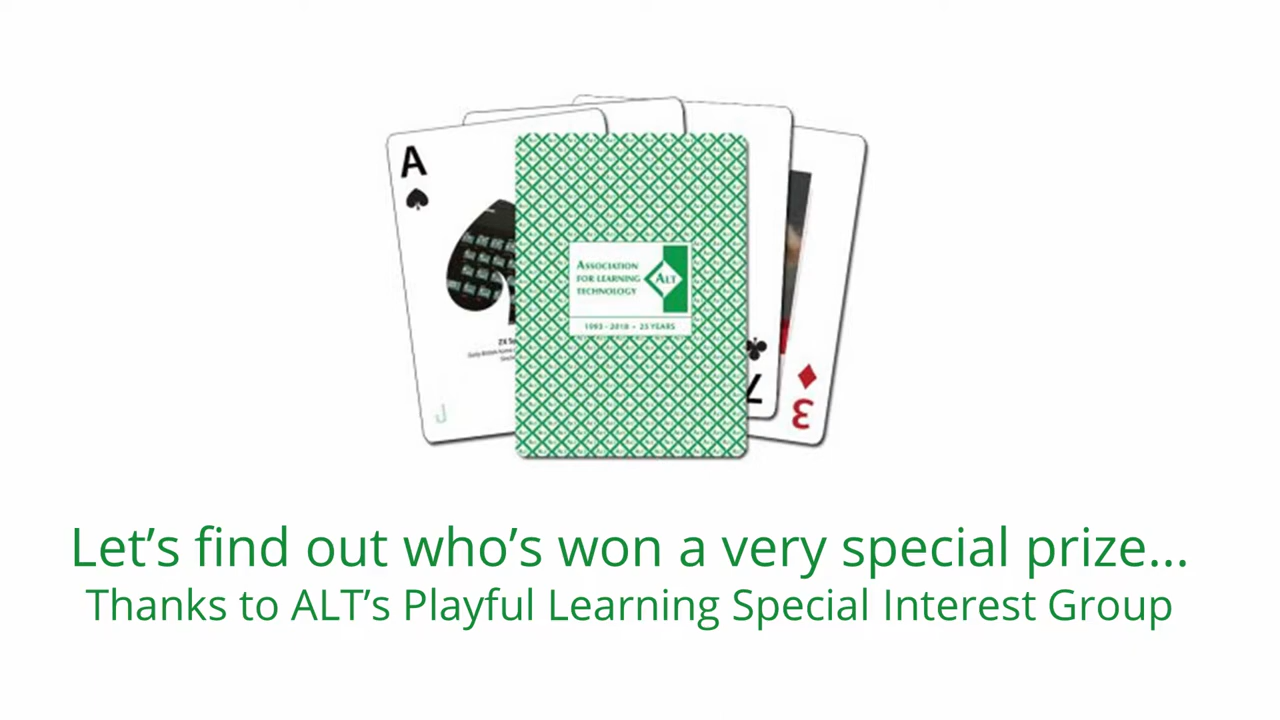 A
ASSOCIATION
FOR LEARNING
TECHNOLOGY
ALT
1993 - 2018 • 25 YEARS
J
7
3
Let’s find out who’s won a very special prize...
Thanks to ALT’s Playful Learning Special Interest Group